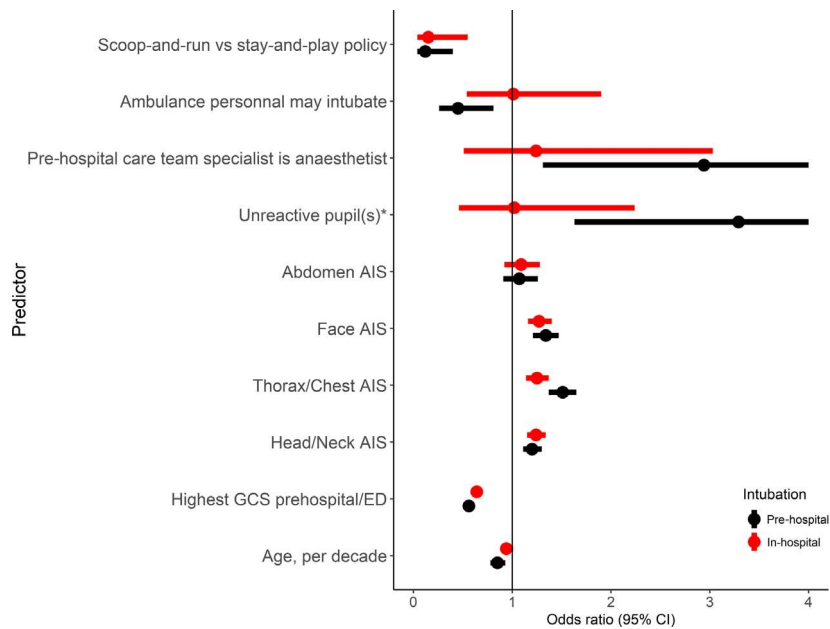 Scoop-and-run vs stay-and-play policy
Ambulance personnal may intubate
Pre-hospital care team specialist is anaesthetist
Unreactive pupil(s)*
Abdomen AIS
Face AIS
Thorax/Chest AIS
Head/Neck AIS
Highest GCS prehospital/ED
Age, per decade
Predictor
Intubation
Pre-hospital
In-hospital
0 1 2 3 4
Odds ratio (95% CI)